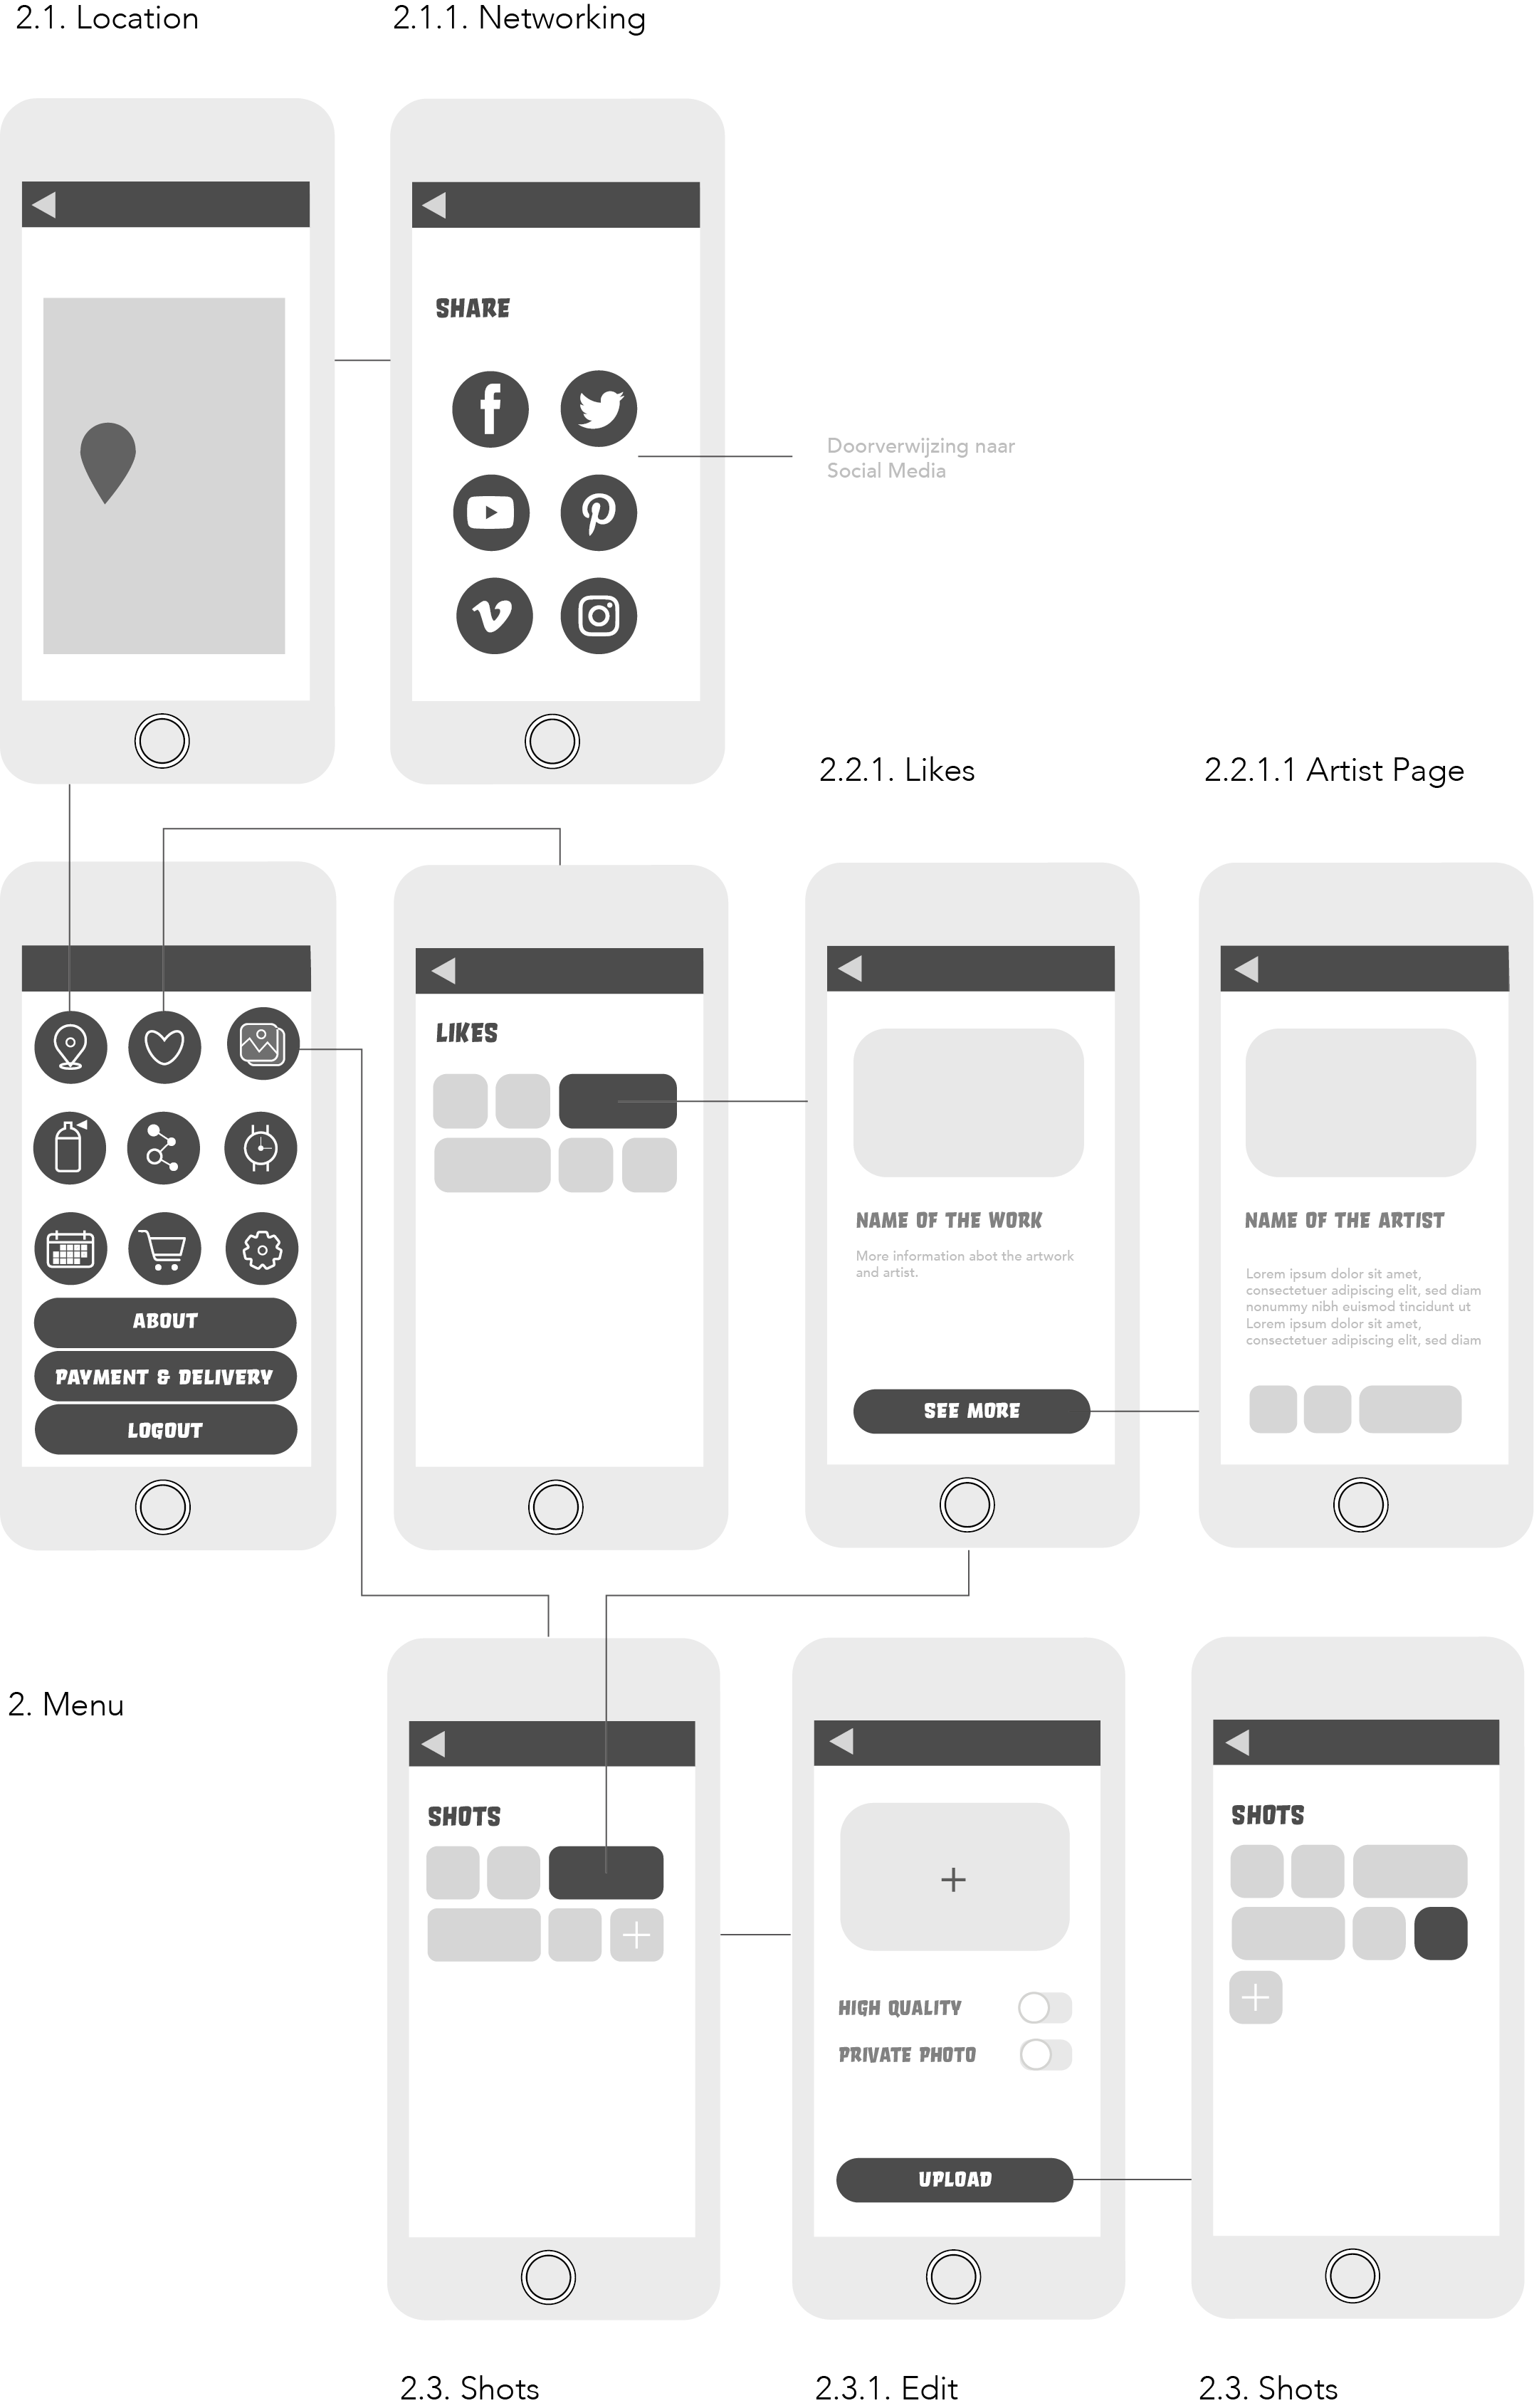 2.1. Location
2.1.1. Networking
SHARE
Doorverwijzing naar
Social Media
2.2.1. Likes
2.2.1.1 Artist Page
ABOUT
PAYMENT & DELIVERY
LOGOUT
LIKES
NAME OF THE WORK
More information abot the artwork
and artist.
SEE MORE
NAME OF THE ARTIST
Lorem ipsum dolor sit amet,
consectetuer adipiscing elit, sed diam
nonummy nibh euismod tincidunt ut
Lorem ipsum dolor sit amet,
consectetuer adipiscing elit, sed diam
2. Menu
SHOTS
HIGH QUALITY
PRIVATE PHOTO
UPLOAD
SHOTS
2.3. Shots
2.3.1. Edit
2.3. Shots